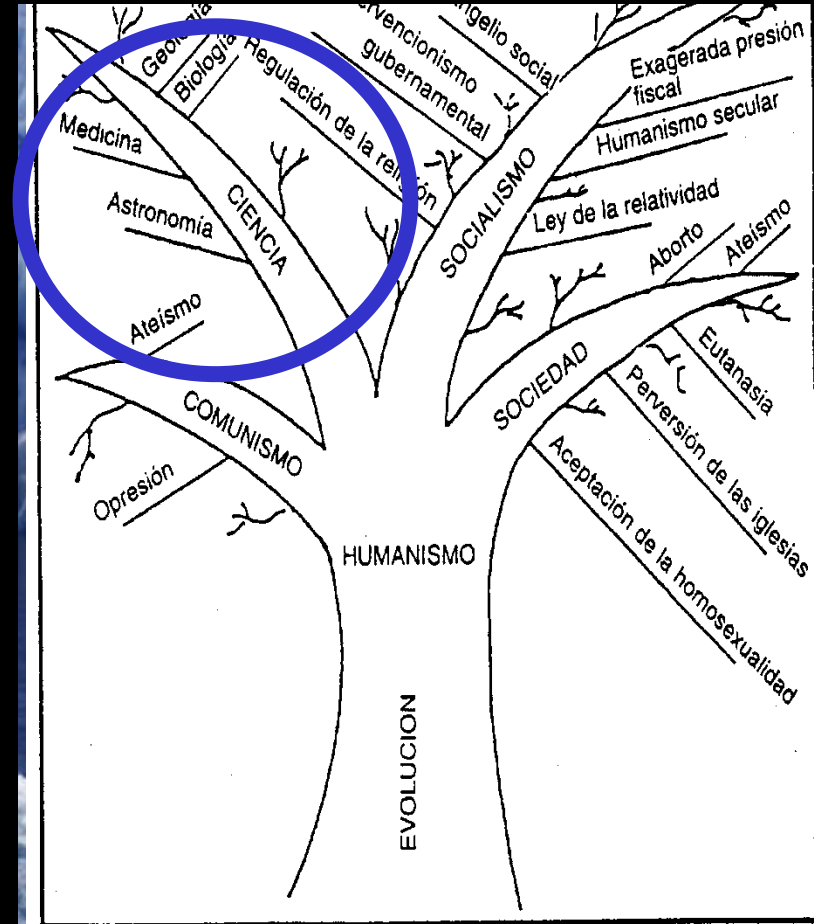 Geología
Biología
Medicina
Astronomía
CIENCIA
Regulación de la religión
gubernamental
social
SOCIALISMO
Exagerada presión
fiscal
Humanismo secular
Ley de la relatividad
Aborto
Ateísmo
SOCIEDAD
Eutanasia
Perversión de las iglesias
Aceptación de la homosexualidad
Ateísmo
COMUNISMO
Opresión
HUMANISMO
EVOLUCION